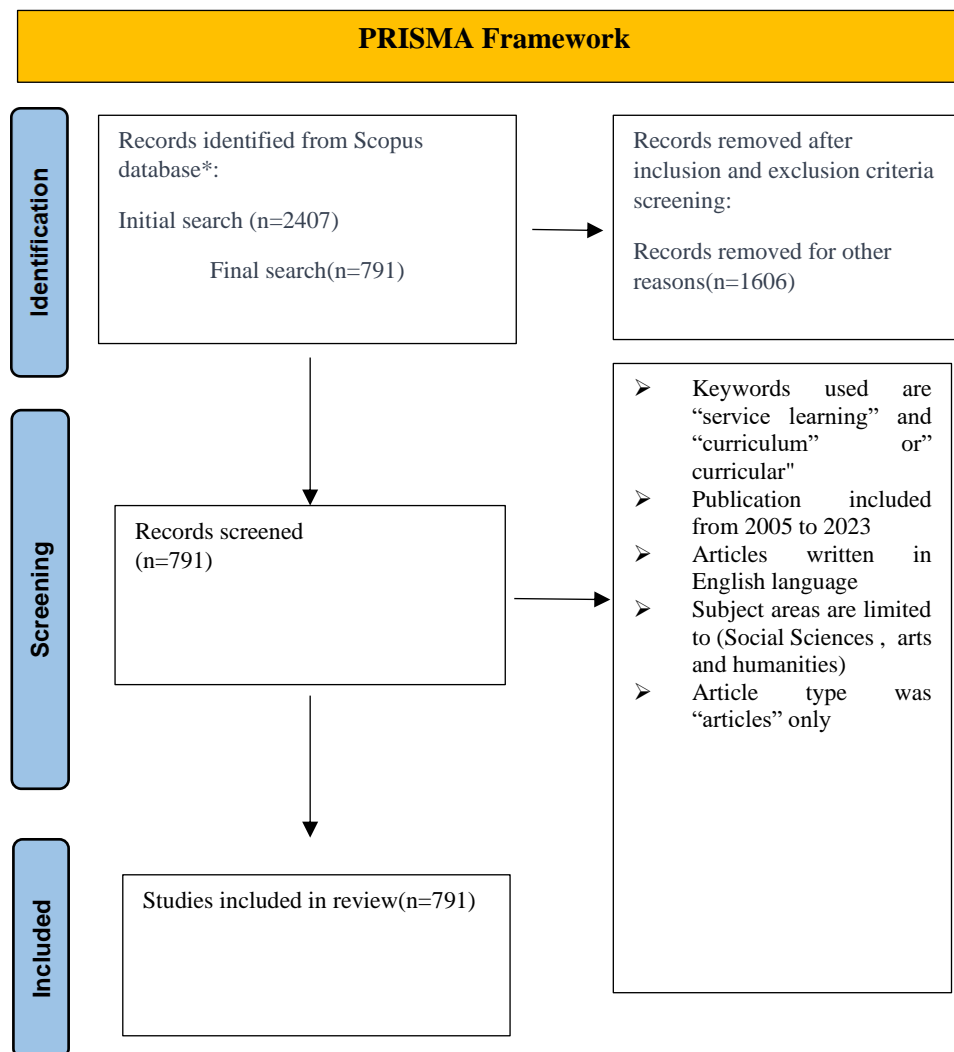 PRISMA Framework
Identification
Records identified from Scopus
database*:
Initial search (n=2407)
Final search(n=791)
Records removed after
inclusion and exclusion criteria
screening:
Records removed for other
reasons(n=1606)
Screening
Records screened
(n=791)
➢ Keywords used are
“service learning” and
“curriculum” or” 
curricular"
➢ Publication included
from 2005 to 2023
➢ Articles written in
English language
➢ Subject areas are limited
to (Social Sciences , arts
and humanities)
➢ Article type was
“articles” only
Included
Studies included in review(n=791)